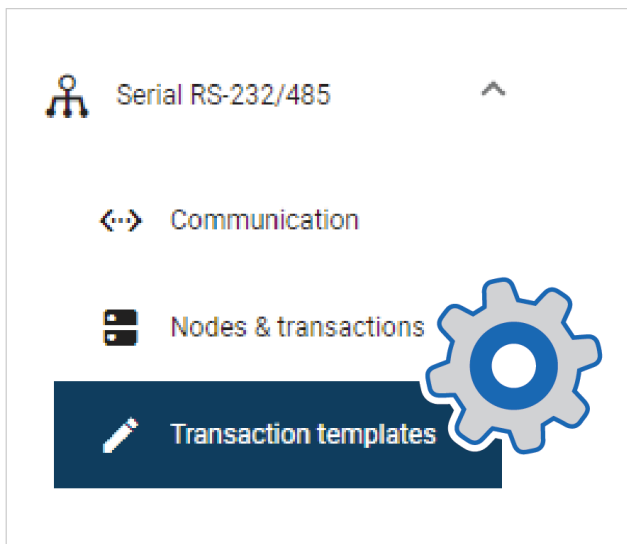 Serial RS-232/485
Communication
Nodes & transactions
Transaction templates